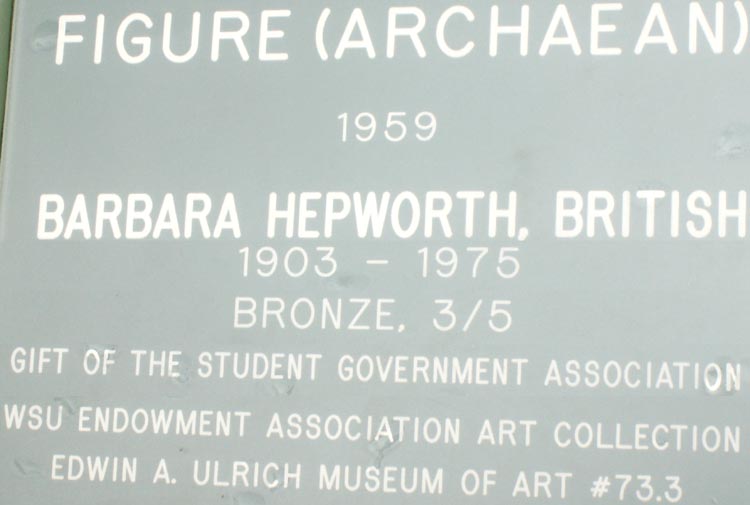 FIGURE (ARCHAEAN)
1959
BARBARA HEPWORTH, BRITISH
1903 – 1975
BRONZE, 3/5
GIFT OF THE STUDENT GOVERNMENT ASSOCIATION
WSU ENDOWMENT ASSOCIATION ART COLLECTION
EDWIN A. ULRICH MUSEUM OF ART #73.3